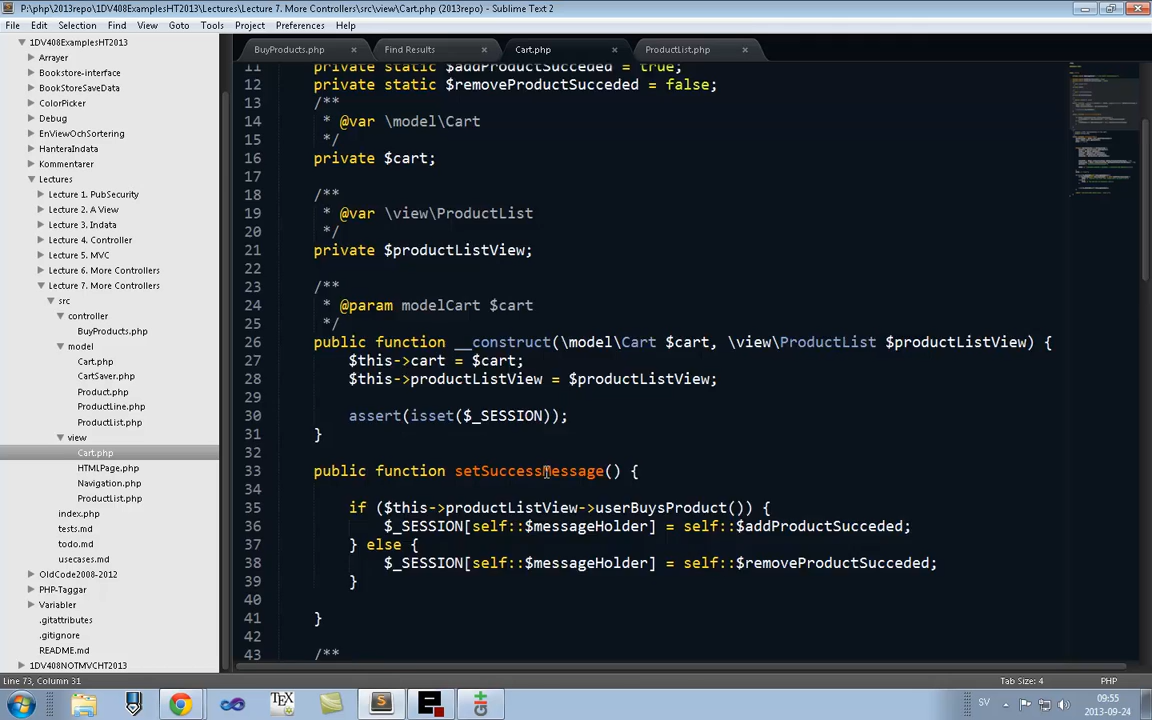 P:\php\2013repo\1DV408ExamplesHT2013\Lectures\Lecture 7. More Controllers\src\view\Cart.php (2013repo) - Sublime Text 2
File Edit Selection Find View Goto Tools Project Preferences Help
1DV408ExamplesHT2013
Arrayer
Bookstore-interface
BookStoreSaveData
ColorPicker
Debug
EnViewOchSortering
HanteraIndata
Kommentarer
Lectures
Lecture 1. PubSecurity
Lecture 2. A View
Lecture 3. Indata
Lecture 4. Controller
Lecture 5. MVC
Lecture 6. More Controllers
Lecture 7. More Controllers
src
controller
BuyProducts.php
model
Cart.php
CartSaver.php
Product.php
ProductLine.php
ProductList.php
view
Cart.php
HTMLPage.php
Navigation.php
ProductList.php
index.php
tests.md
todo.md
usecases.md
OldCode2008-2012
PHP-Taggar
Variabler
.gitattributes
.gitignore
README.md
1DV408NOTMVCHT2013
BuyProducts.php Find Results Cart.php ProductList.php
11 private static $addProductSucceded = true;
12 private static $removeProductSucceded = false;
13 /**
14 * @var \model\Cart
15 */
16 private $cart;
17
18 /**
19 * @var \view\ProductList
20 */
21 private $productListView;
22
23 /**
24 * @param modelCart $cart
25 */
26 public function __construct(\model\Cart $cart, \view\ProductList $productListView) {
27 $this->cart = $cart;
28 $this->productListView = $productListView;
29
30 assert(isset($_SESSION));
31 }
32
33 public function setSuccessMessage() {
34
35 if ($this->productListView->userBuysProduct()) {
36 $_SESSION[self::$messageHolder] = self::$addProductSucceded;
37 } else {
38 $_SESSION[self::$messageHolder] = self::$removeProductSucceded;
39 }
40
41 }
42
43 /**
Line 73, Column 31 Tab Size: 4 PHP
SV 09:55
2013-09-24